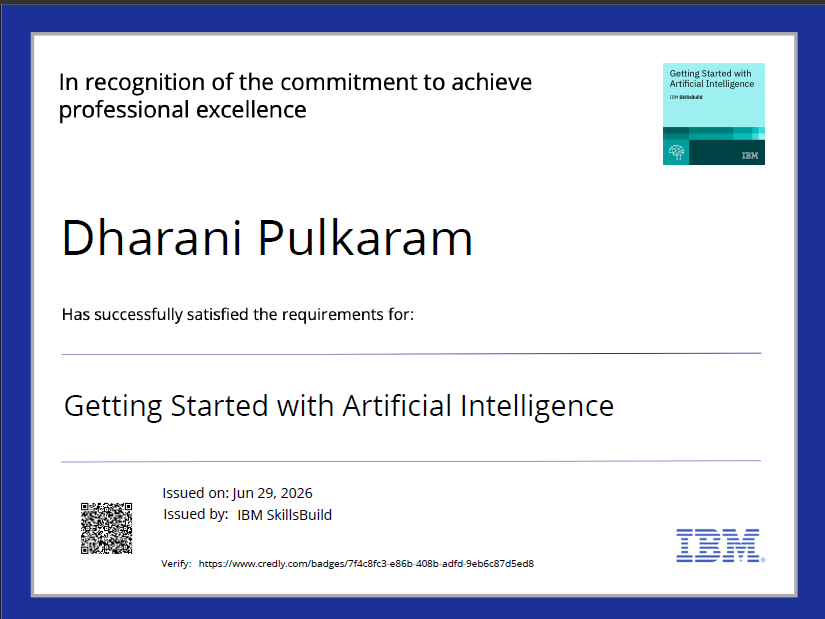 In recognition of the commitment to achieve
professional excellence
Getting Started with
Artificial Intelligence
IBM SkillsBuild
IBM
Dharani Pulkaram
Has successfully satisfied the requirements for:
Getting Started with Artificial Intelligence
Issued on: Jun 29, 2026
Issued by: IBM SkillsBuild
IBM®
Verify: https://www.credly.com/badges/7f4c8fc3-e86b-408b-adfd-9eb6c87d5ed8